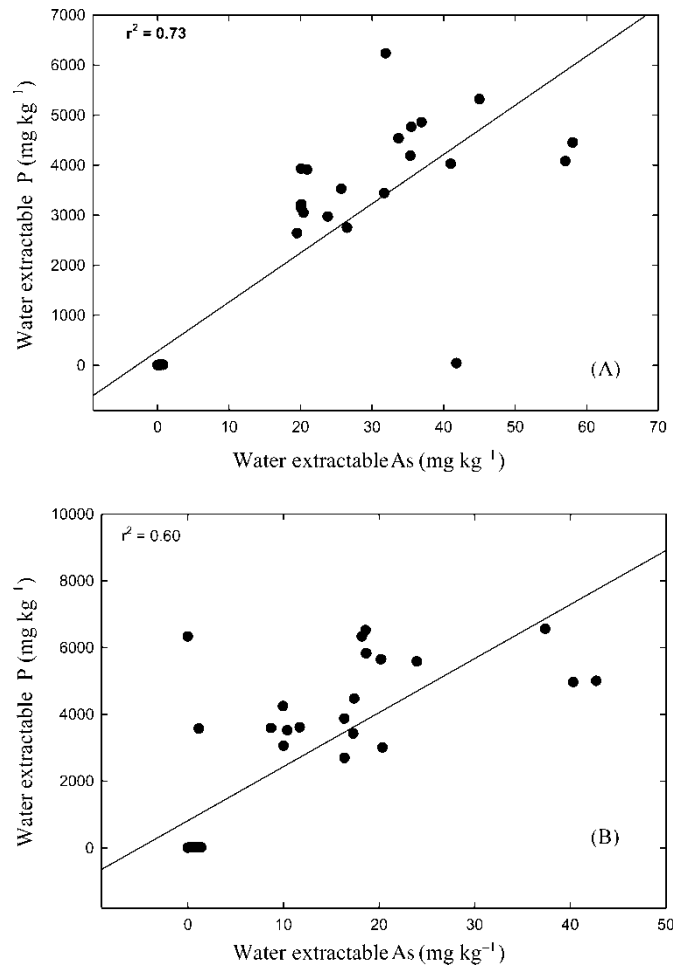 7000
r² = 0.73
6000
5000
4000
3000
2000
1000
0
Water extractable P (mg kg⁻¹)
(A)
0 10 20 30 40 50 60 70
Water extractable As (mg kg⁻¹)
10000
r² = 0.60
8000
6000
4000
2000
0
Water extractable P (mg kg⁻¹)
(B)
0 10 20 30 40 50
Water extractable As (mg kg⁻¹)